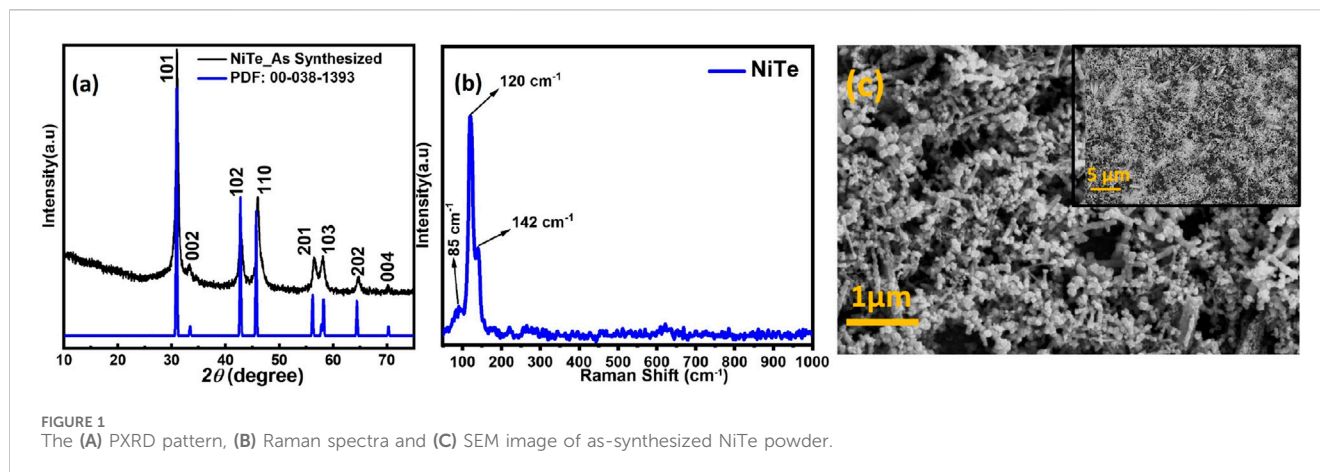 (a)
NiTe_As Synthesized
PDF: 00-038-1393
101
002
102
110
201
103
202
004
Intensity(a.u)
10 20 30 40 50 60 70
2θ (degree)
(b)
NiTe
120 cm⁻¹
142 cm⁻¹
85 cm⁻¹
Intensity(a.u)
100 200 300 400 500 600 700 800 900 1000
Raman Shift (cm⁻¹)
(c)
5 μm
1μm
FIGURE 1
The (A) PXRD pattern, (B) Raman spectra and (C) SEM image of as-synthesized NiTe powder.